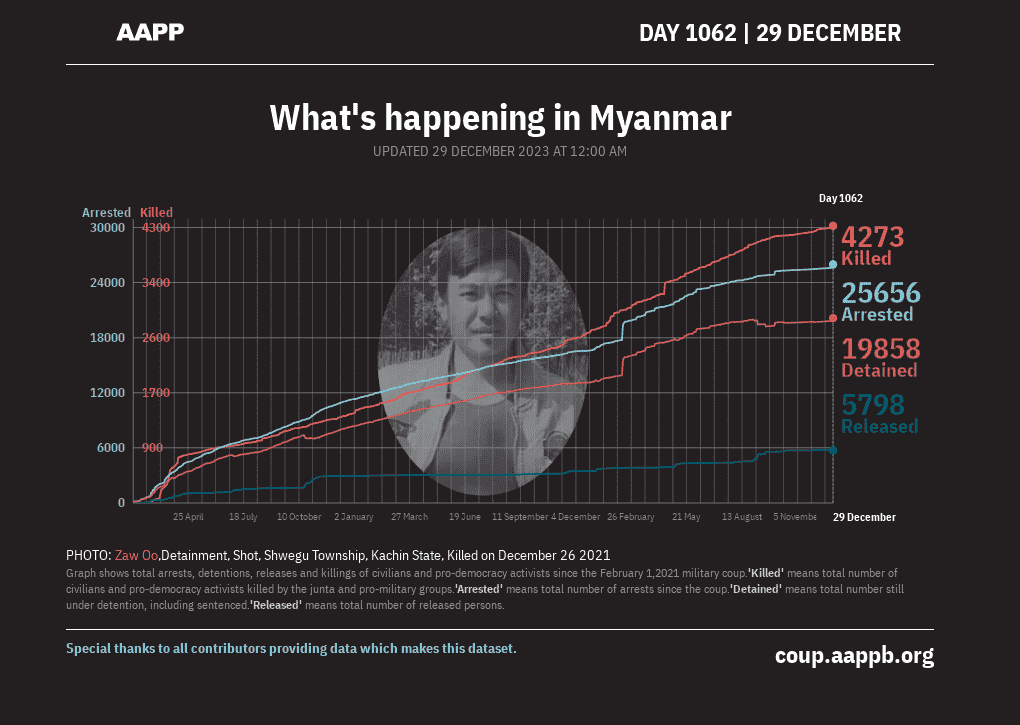 AAPP
DAY 1062 | 29 DECEMBER
What's happening in Myanmar
UPDATED 29 DECEMBER 2023 AT 12:00 AM
Day 1062
Arrested Killed
30000 4300
24000 3400
18000 2600
12000 1700
6000 900
0
4273
Killed
25656
Arrested
19858
Detained
5798
Released
25 April 18 July 10 October 2 January 27 March 19 June 11 September 4 December 26 February 21 May 13 August 5 Novembe 29 December
PHOTO: Zaw Oo,Detainment, Shot, Shwegu Township, Kachin State, Killed on December 26 2021
Graph shows total arrests, detentions, releases and killings of civilians and pro-democracy activists since the February 1,2021 military coup.'Killed' means total number of
civilians and pro-democracy activists killed by the junta and pro-military groups.'Arrested' means total number of arrests since the coup.'Detained' means total number still
under detention, including sentenced.'Released' means total number of released persons.
Special thanks to all contributors providing data which makes this dataset.
coup.aappb.org